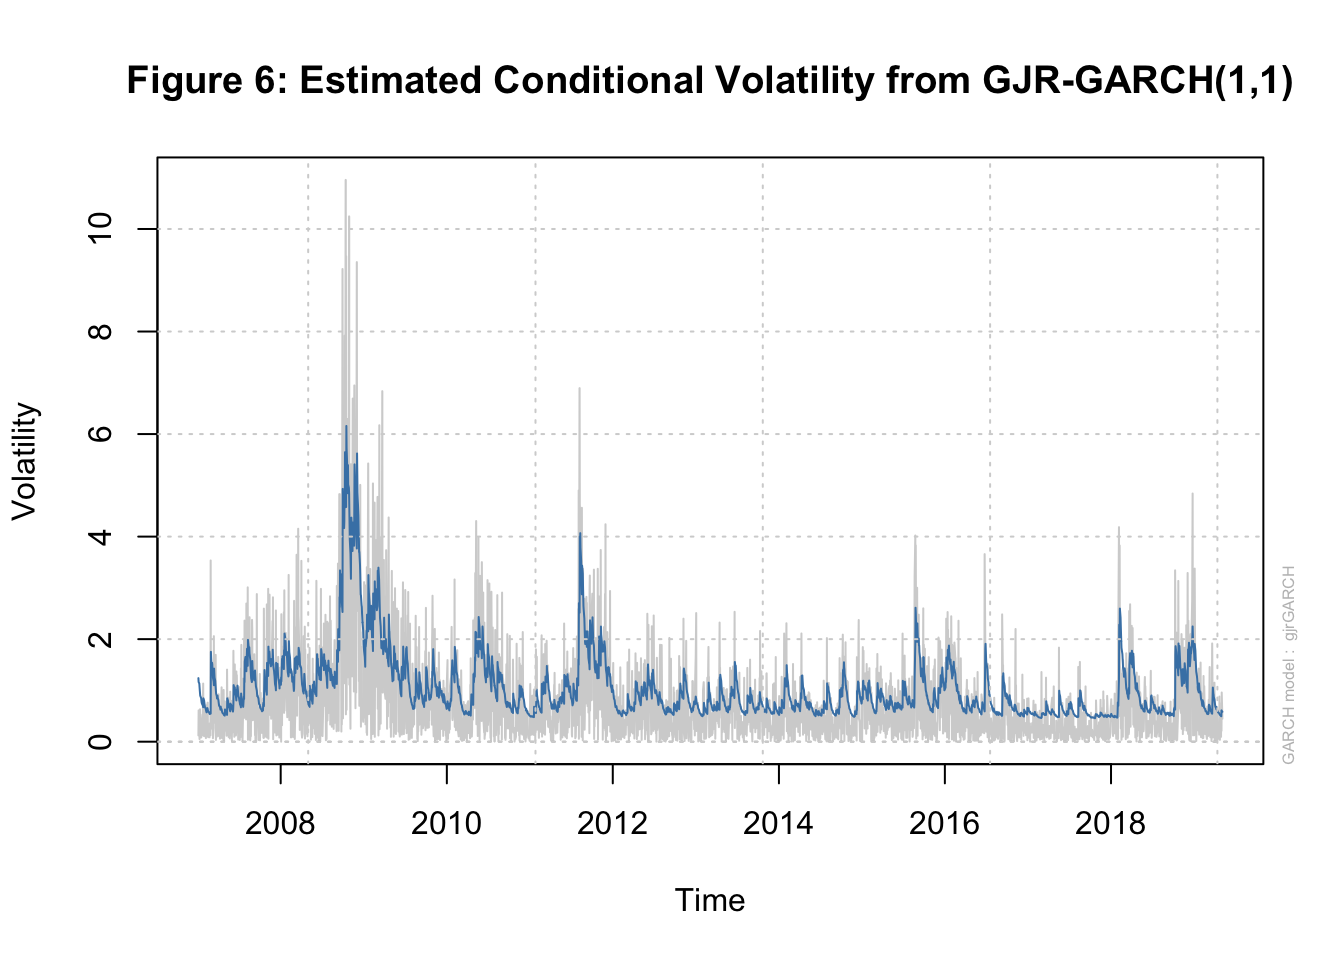 Figure 6: Estimated Conditional Volatility from GJR-GARCH(1,1)
Volatility
10
8
6
4
2
0
2008 2010 2012 2014 2016 2018
Time
GARCH model : gjrGARCH